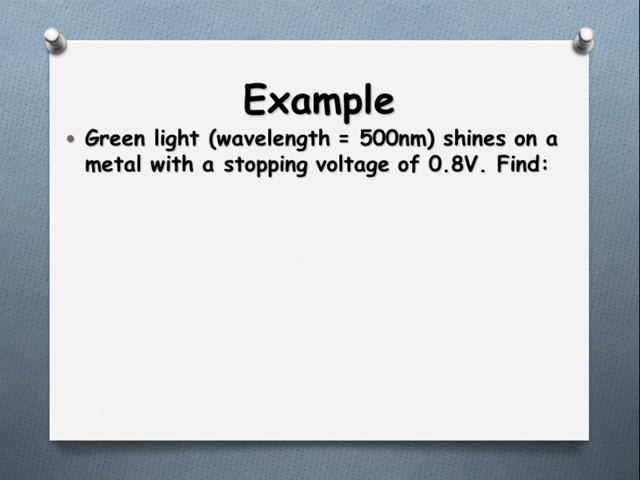 Example
• Green light (wavelength = 500nm) shines on a
metal with a stopping voltage of 0.8V. Find: